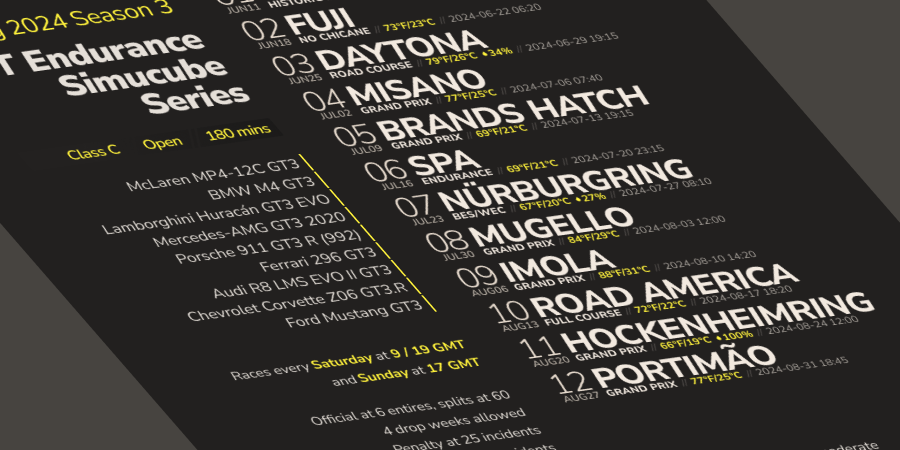 2024 Season 3
T Endurance
Simucube
Series
Class C Open 180 mins
McLaren MP4-12C GT3
BMW M4 GT3
Lamborghini Huracán GT3 EVO
Mercedes-AMG GT3 2020
Porsche 911 GT3 R (992)
Ferrari 296 GT3
Audi R8 LMS EVO II GT3
Chevrolet Corvette Z06 GT3.R
Ford Mustang GT3
Races every Saturday at 9 / 19 GMT
and Sunday at 17 GMT
Official at 6 entires, splits at 60
4 drop weeks allowed
Penalty at 25 incidents
JUN11
02 FUJI
JUN18 NO CHICANE // 73°F/23°C // 2024-06-22 06:20
03 DAYTONA
JUN25 ROAD COURSE // 79°F/26°C 34% // 2024-06-29 19:15
04 MISANO
JUL02 GRAND PRIX // 77°F/25°C // 2024-07-06 07:40
05 BRANDS HATCH
JUL09 GRAND PRIX // 69°F/21°C // 2024-07-13 19:15
06 SPA
JUL16 ENDURANCE // 69°F/21°C // 2024-07-20 23:15
07 NÜRBURGRING
JUL23 BES/WEC // 67°F/20°C 27% // 2024-07-27 08:10
08 MUGELLO
JUL30 GRAND PRIX // 84°F/29°C // 2024-08-03 12:00
09 IMOLA
AUG06 GRAND PRIX // 88°F/31°C // 2024-08-10 14:20
10 ROAD AMERICA
AUG13 FULL COURSE // 72°F/22°C // 2024-08-17 18:20
11 HOCKENHEIMRING
AUG20 GRAND PRIX // 66°F/19°C 100% // 2024-08-24 12:00
12 PORTIMÃO
AUG27 GRAND PRIX // 77°F/25°C // 2024-08-31 18:45